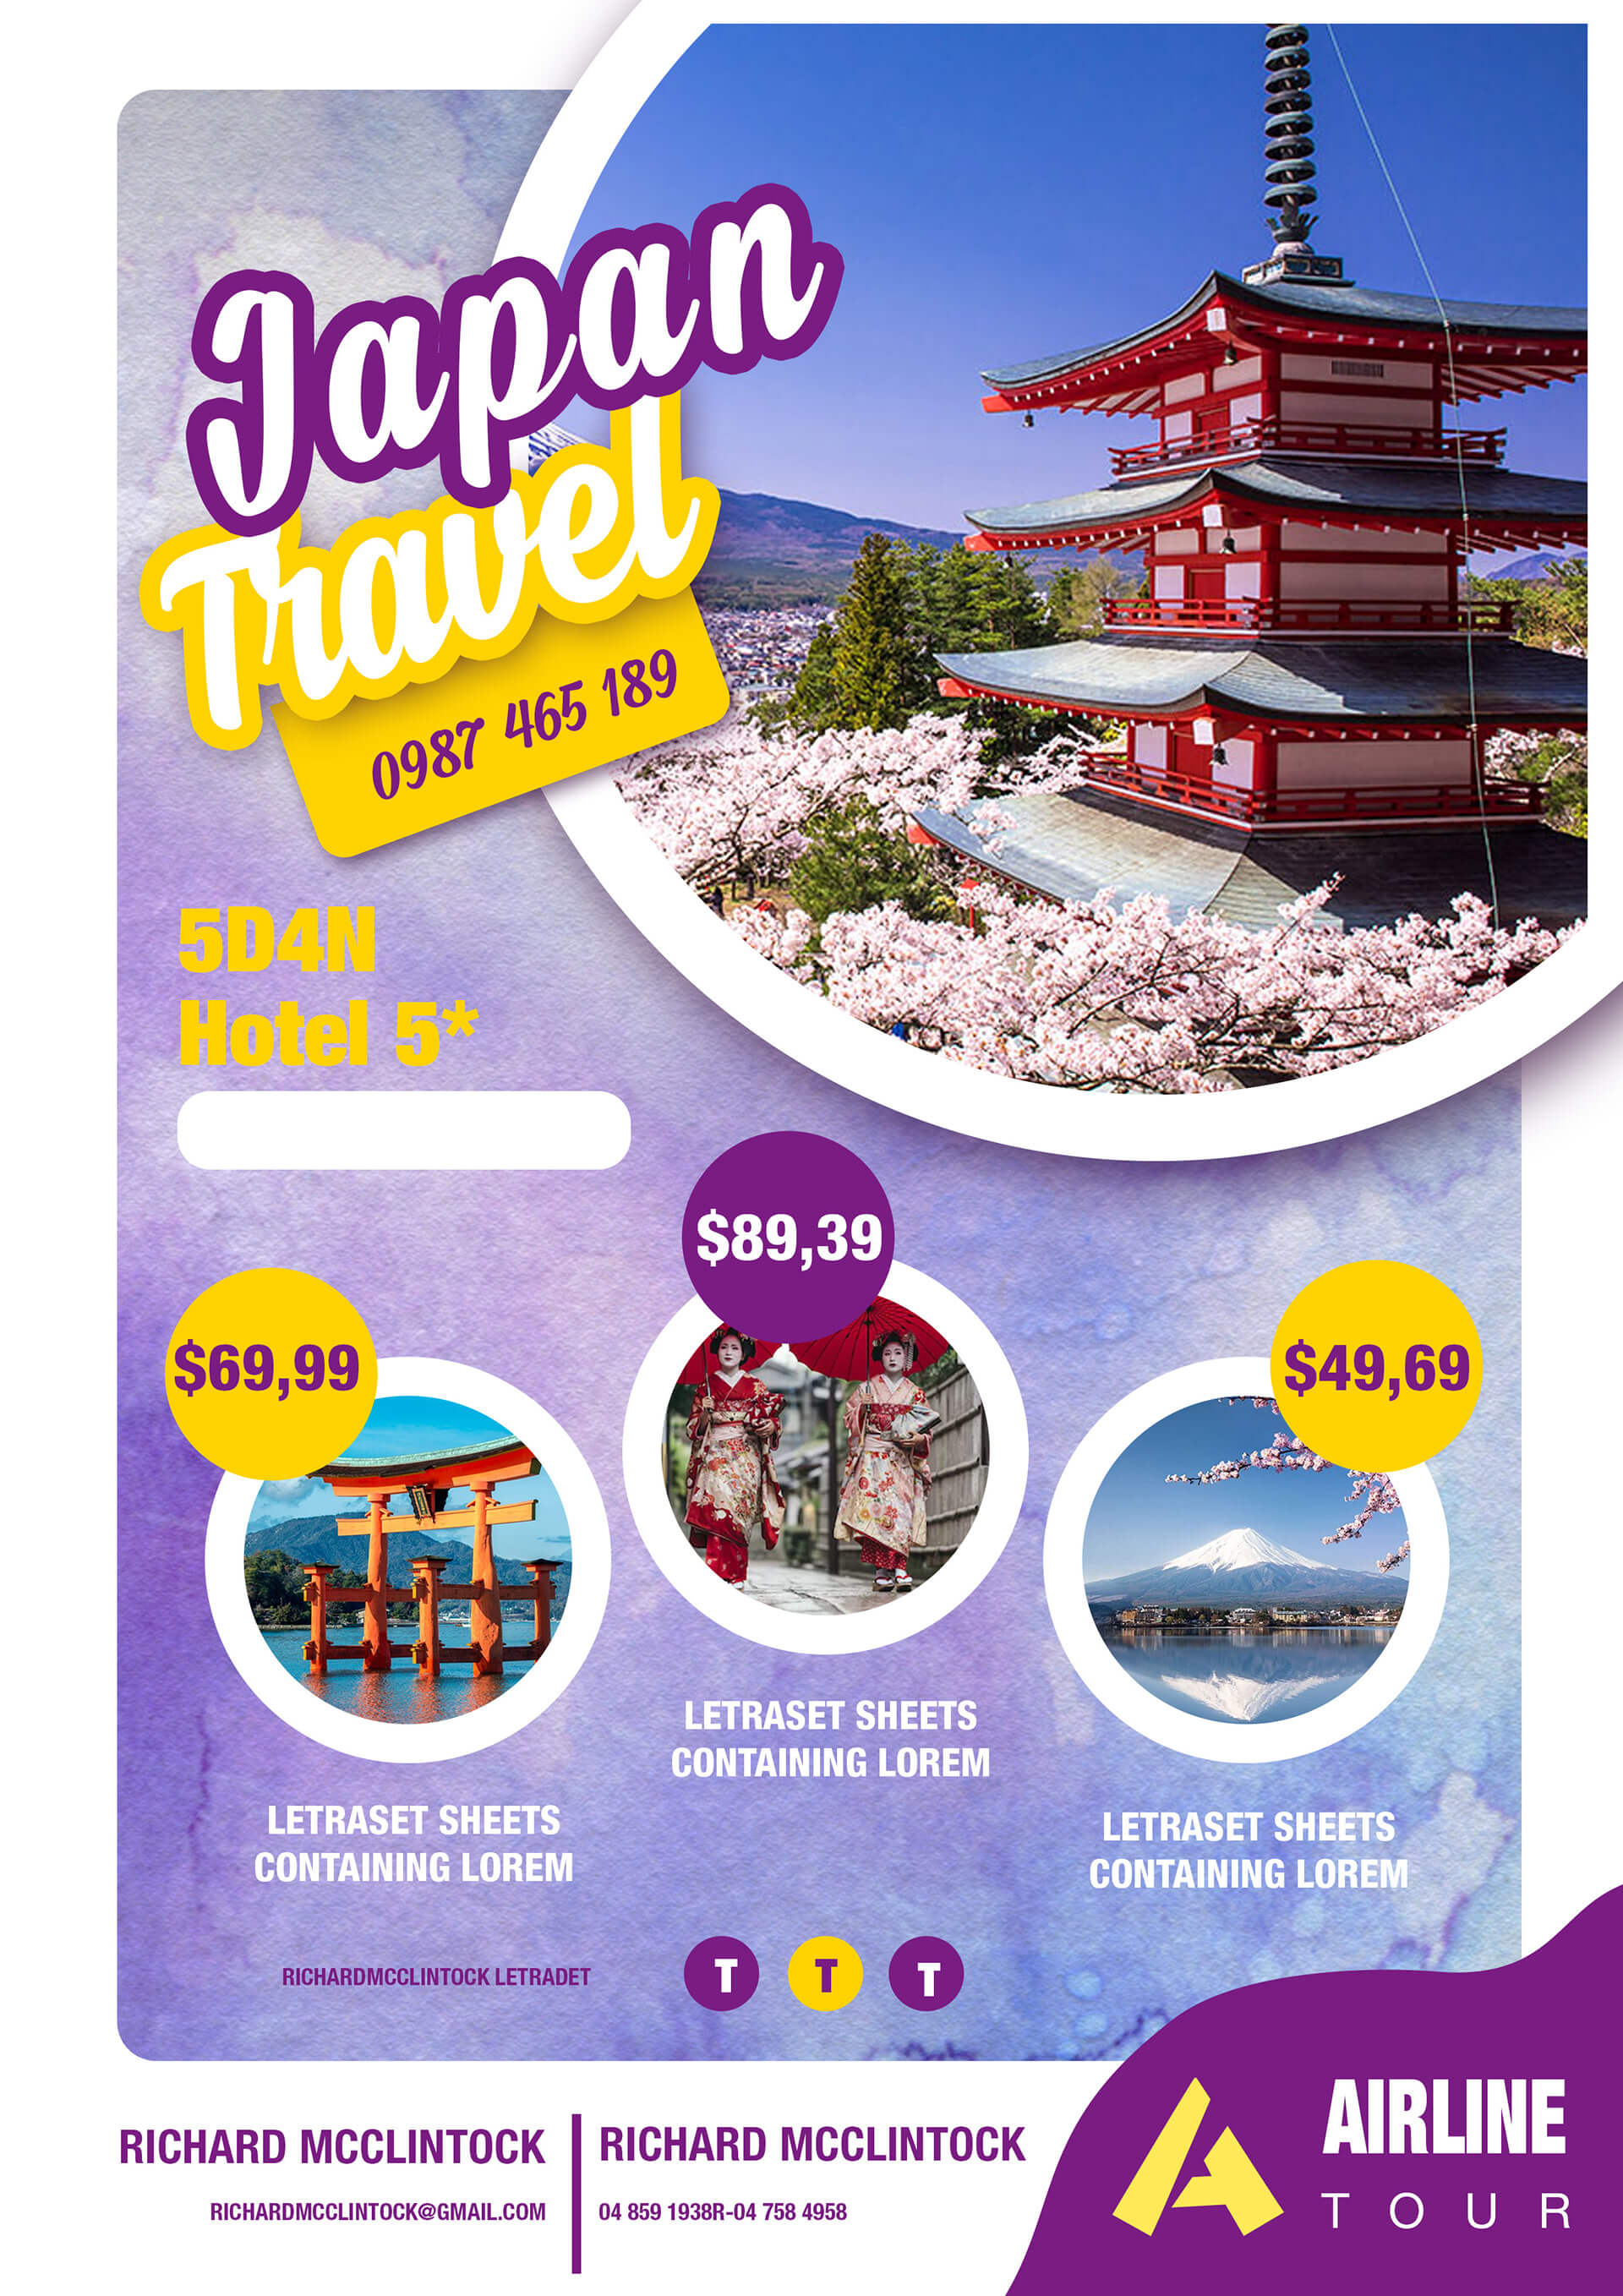 Japan
Travel
0987 465 189
5D4N
Hotel 5*
$89,39
$69,99
$49,69
LETRASET SHEETS
CONTAINING LOREM
LETRASET SHEETS
CONTAINING LOREM
LETRASET SHEETS
CONTAINING LOREM
RICHARDMCCLINTOCK LETRADET
T T T
RICHARD MCCLINTOCK
RICHARDMCCLINTOCK@GMAIL.COM
RICHARD MCCLINTOCK
04 859 1938R-04 758 4958
AIRLINE
TOUR